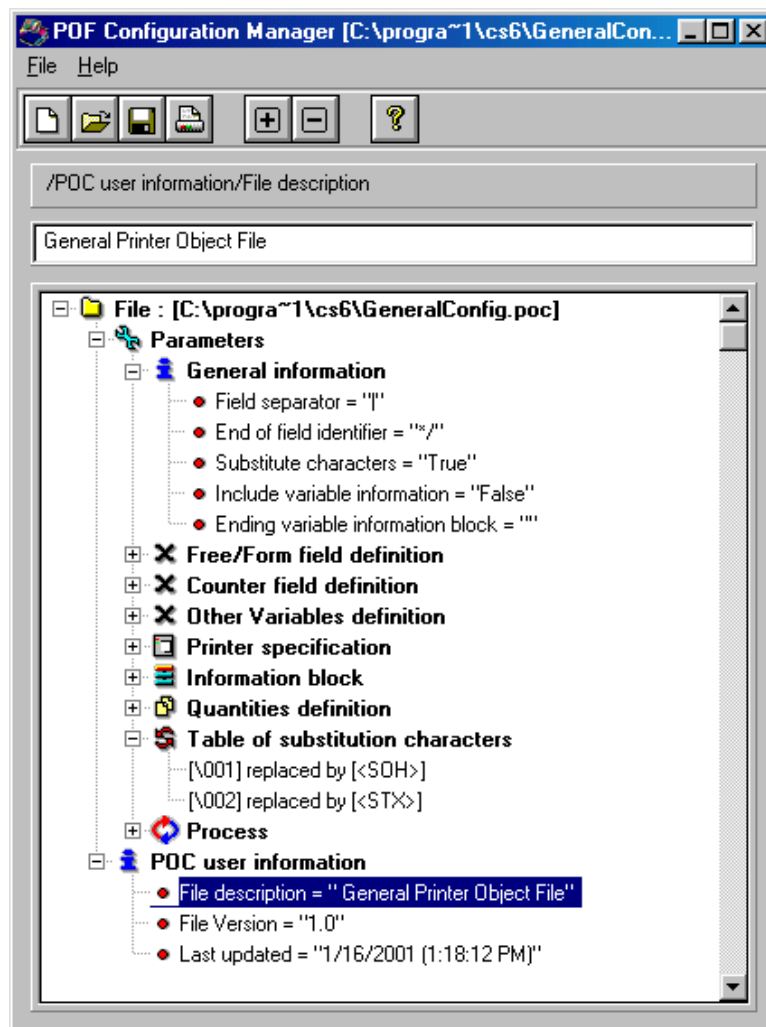 POF Configuration Manager [C:\progra~1\cs6\GeneralCon...
File Help
/POC user information/File description
General Printer Object File
File : [C:\progra~1\cs6\GeneralConfig.poc]
Parameters
General information
Field separator = "|"
End of field identifier = "*/"
Substitute characters = "True"
Include variable information = "False"
Ending variable information block = ""
Free/Form field definition
Counter field definition
Other Variables definition
Printer specification
Information block
Quantities definition
Table of substitution characters
[\001] replaced by [<SOH>]
[\002] replaced by [<STX>]
Process
POC user information
File description = " General Printer Object File"
File Version = "1.0"
Last updated = "1/16/2001 (1:18:12 PM)"